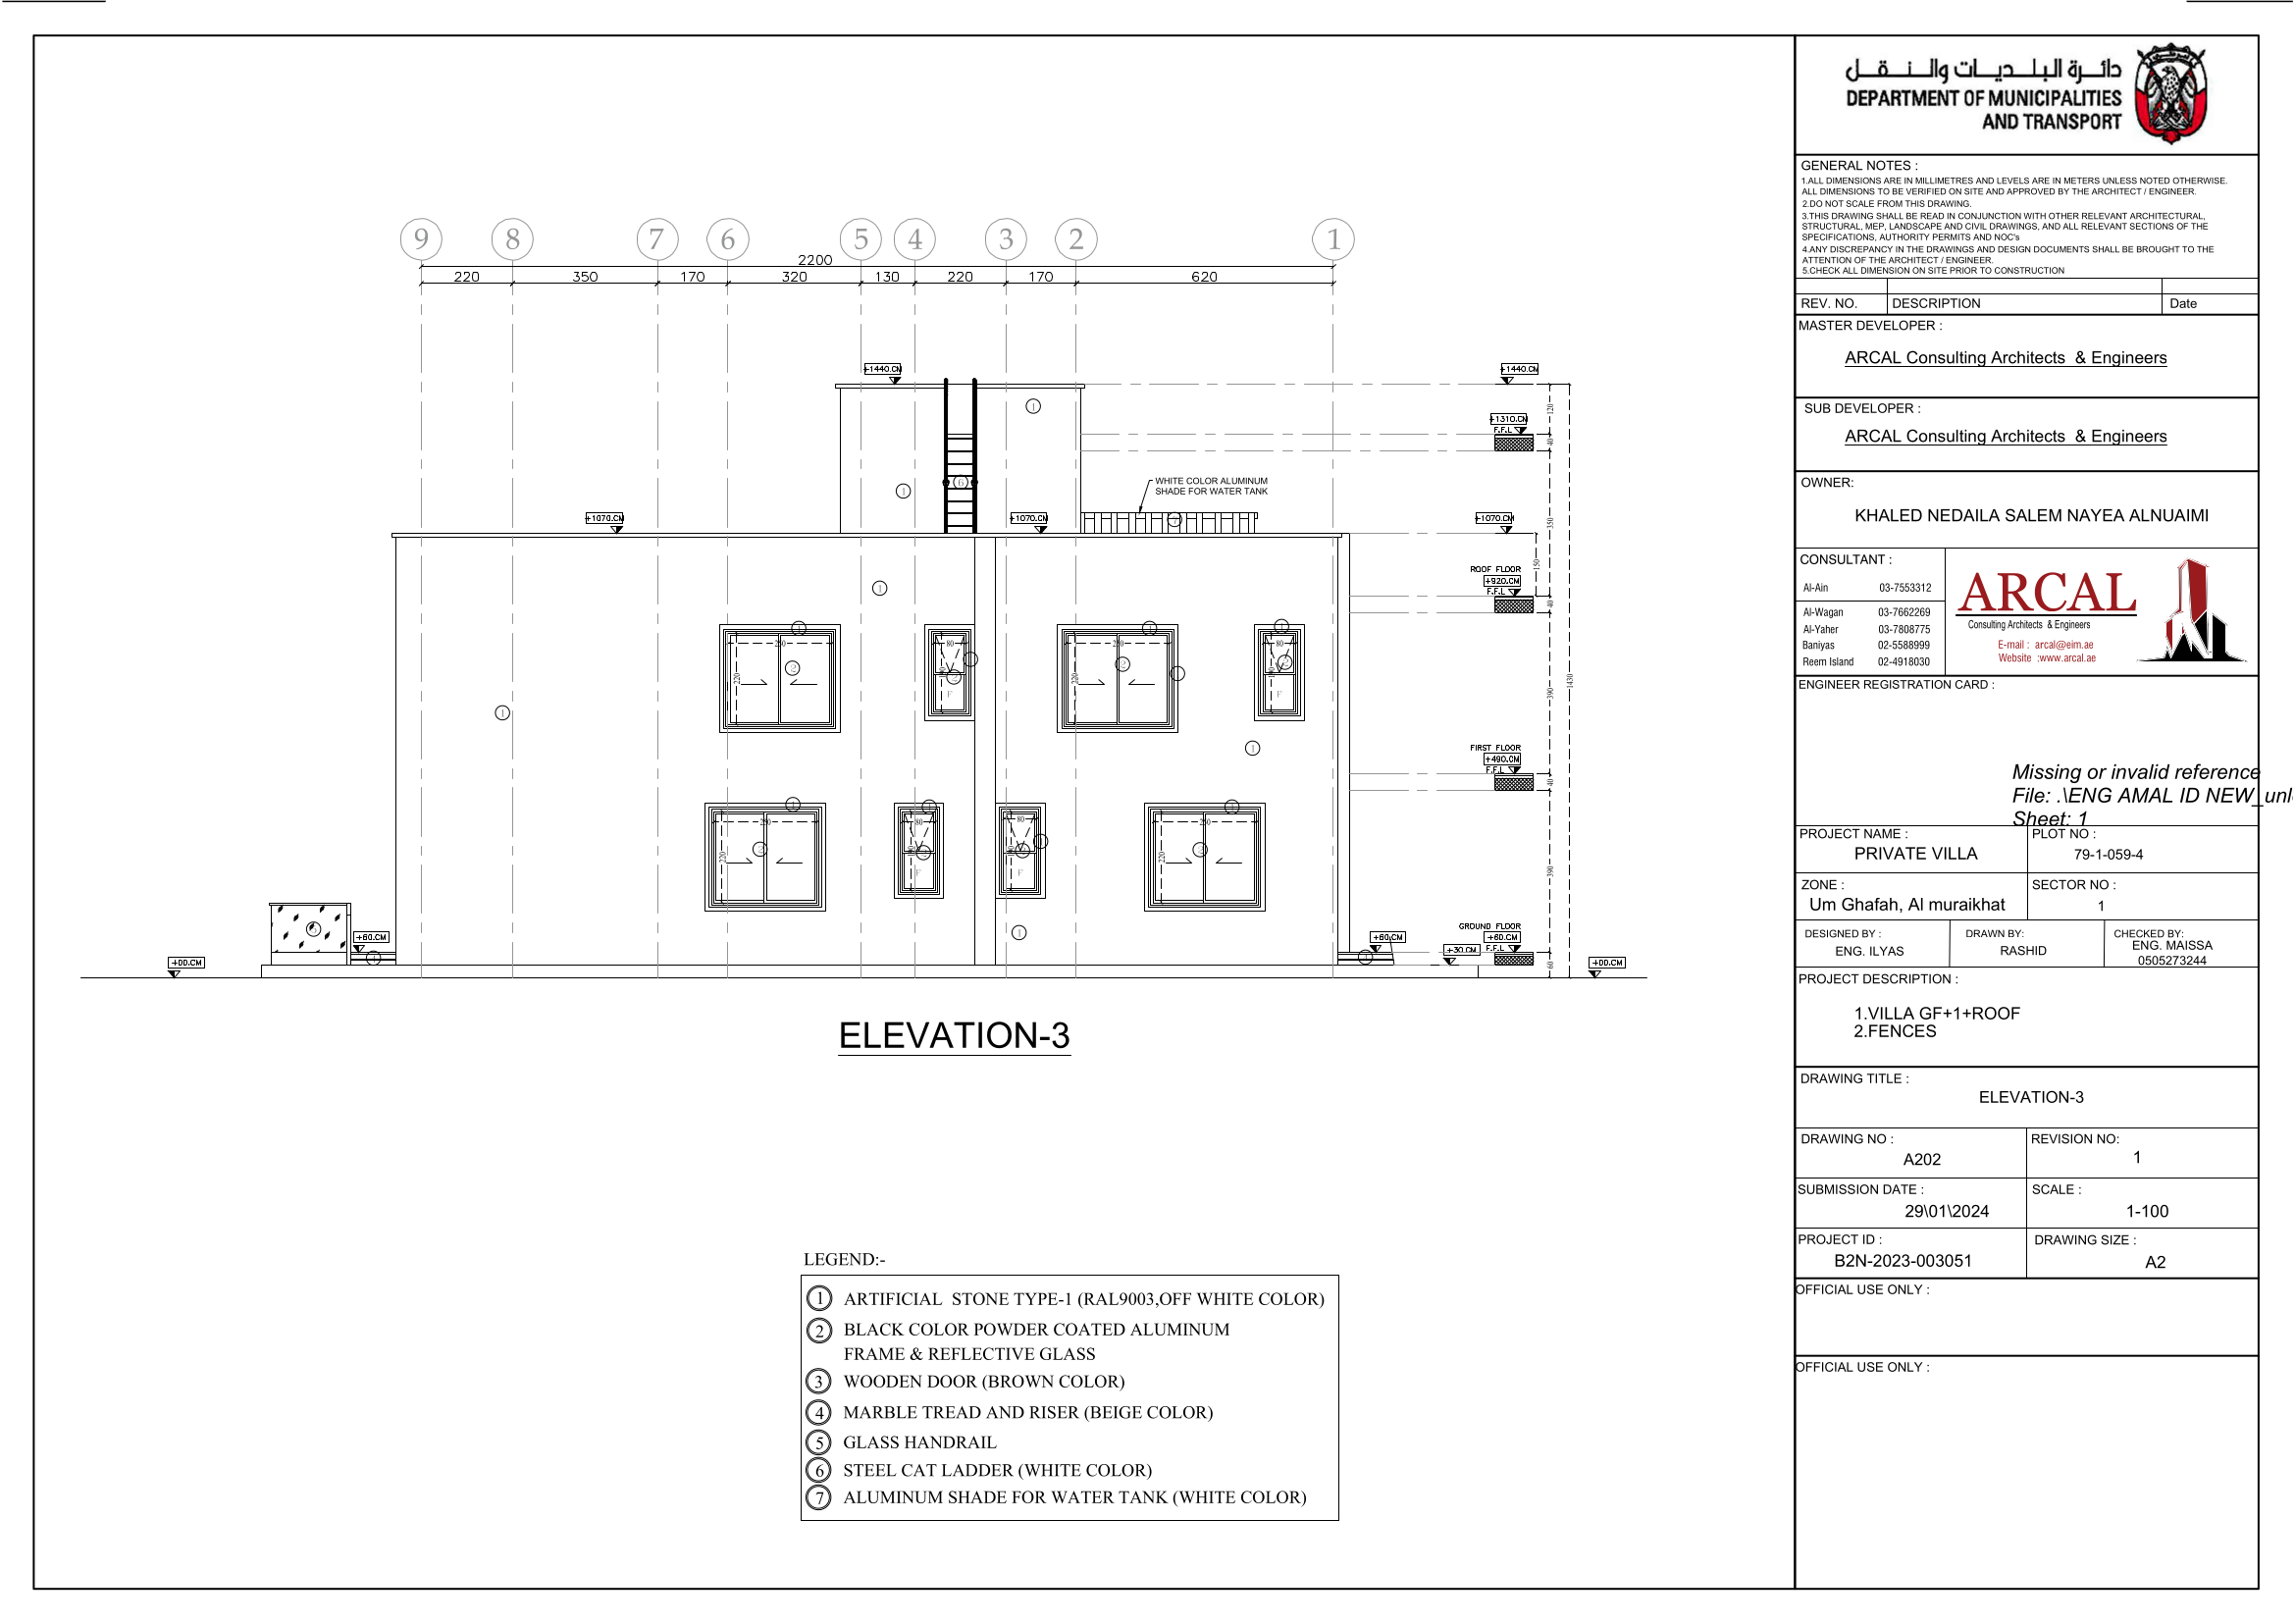 9 8 7 6 5 4 3 2 1
2200
220 350 170 320 130 220 170 620
+1440.CM
+1440.CM
120
+1310.CM
F.F.L
40
WHITE COLOR ALUMINUM
SHADE FOR WATER TANK
+1070.CM
+1070.CM
+1070.CM
350
150
ROOF FLOOR
+920.CM
F.F.L
40
220
80
F
220
80
F
390
1430
FIRST FLOOR
+490.CM
F.F.L
40
220
80
F
80
F
220
390
GROUND FLOOR
+60.CM
+60.CM
+60.CM
+30.CM
F.F.L
60
+00.CM
+00.CM
ELEVATION-3
LEGEND:-
1 ARTIFICIAL STONE TYPE-1 (RAL9003,OFF WHITE COLOR)
2 BLACK COLOR POWDER COATED ALUMINUM
FRAME & REFLECTIVE GLASS
3 WOODEN DOOR (BROWN COLOR)
4 MARBLE TREAD AND RISER (BEIGE COLOR)
5 GLASS HANDRAIL
6 STEEL CAT LADDER (WHITE COLOR)
7 ALUMINUM SHADE FOR WATER TANK (WHITE COLOR)
دائـرة البـلـديـات والنـقـل
DEPARTMENT OF MUNICIPALITIES
AND TRANSPORT
GENERAL NOTES :
1.ALL DIMENSIONS ARE IN MILLIMETRES AND LEVELS ARE IN METERS UNLESS NOTED OTHERWISE.
ALL DIMENSIONS TO BE VERIFIED ON SITE AND APPROVED BY THE ARCHITECT / ENGINEER.
2.DO NOT SCALE FROM THIS DRAWING.
3.THIS DRAWING SHALL BE READ IN CONJUNCTION WITH OTHER RELEVANT ARCHITECTURAL,
STRUCTURAL, MEP, LANDSCAPE AND CIVIL DRAWINGS, AND ALL RELEVANT SECTIONS OF THE
SPECIFICATIONS, AUTHORITY PERMITS AND NOC's
4.ANY DISCREPANCY IN THE DRAWINGS AND DESIGN DOCUMENTS SHALL BE BROUGHT TO THE
ATTENTION OF THE ARCHITECT / ENGINEER.
5.CHECK ALL DIMENSION ON SITE PRIOR TO CONSTRUCTION
REV. NO. DESCRIPTION Date
MASTER DEVELOPER :
ARCAL Consulting Architects & Engineers
SUB DEVELOPER :
ARCAL Consulting Architects & Engineers
OWNER:
KHALED NEDAILA SALEM NAYEA ALNUAIMI
CONSULTANT :
Al-Ain 03-7553312
Al-Wagan 03-7662269
Al-Yaher 03-7808775
Baniyas 02-5588999
Reem Island 02-4918030
ARCAL
Consulting Architects & Engineers
E-mail : arcal@eim.ae
Website :www.arcal.ae
ENGINEER REGISTRATION CARD :
Missing or invalid reference
File: .\ENG AMAL ID NEW_unl
Sheet: 1
PROJECT NAME : PLOT NO :
PRIVATE VILLA 79-1-059-4
ZONE : SECTOR NO :
Um Ghafah, Al muraikhat 1
DESIGNED BY : DRAWN BY: CHECKED BY:
ENG. ILYAS RASHID ENG. MAISSA
0505273244
PROJECT DESCRIPTION :
1.VILLA GF+1+ROOF
2.FENCES
DRAWING TITLE :
ELEVATION-3
DRAWING NO : REVISION NO:
A202 1
SUBMISSION DATE : SCALE :
29\01\2024 1-100
PROJECT ID : DRAWING SIZE :
B2N-2023-003051 A2
OFFICIAL USE ONLY :
OFFICIAL USE ONLY :